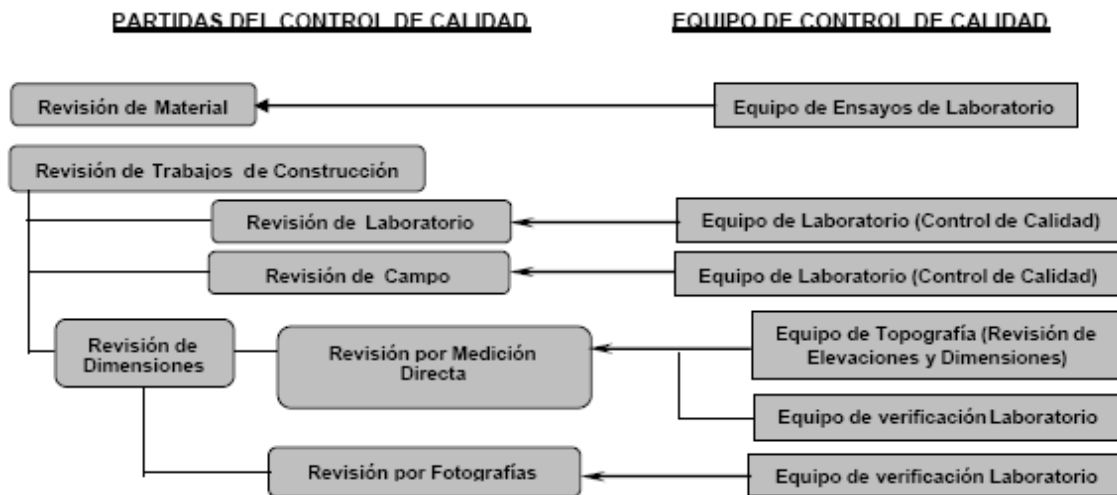 PARTIDAS DEL CONTROL DE CALIDAD
EQUIPO DE CONTROL DE CALIDAD
Revisión de Material
Equipo de Ensayos de Laboratorio
Revisión de Trabajos de Construcción
Revisión de Laboratorio
Equipo de Laboratorio (Control de Calidad)
Revisión de Campo
Equipo de Laboratorio (Control de Calidad)
Revisión de
Dimensiones
Revisión por Medición
Directa
Equipo de Topografía (Revisión de
Elevaciones y Dimensiones)
Equipo de verificación Laboratorio
Revisión por Fotografías
Equipo de verificación Laboratorio